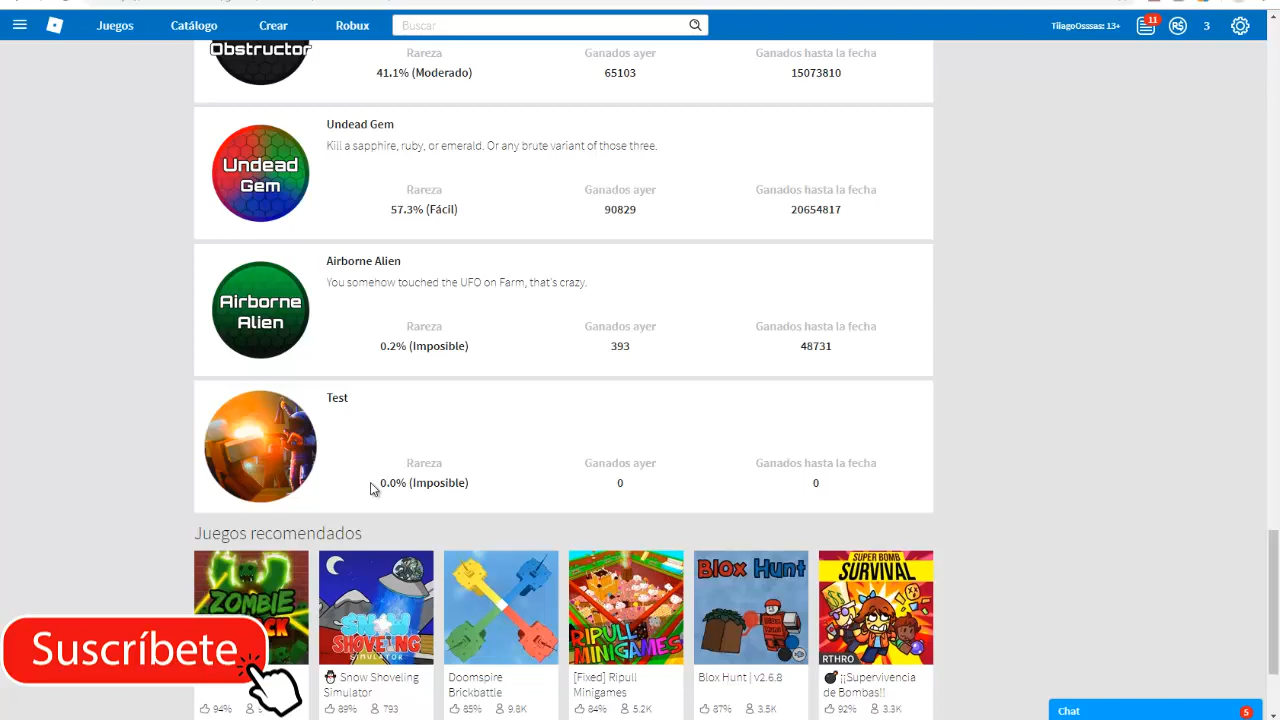 Juegos
Catálogo
Crear
Robux
Buscar
TiIagoOsssas: 13+
11
R$
3
Obstructor
Rareza
Ganados ayer
Ganados hasta la fecha
41.1% (Moderado)
65103
15073810
Undead
Gem
Undead Gem
Kill a sapphire, ruby, or emerald. Or any brute variant of those three.
Rareza
Ganados ayer
Ganados hasta la fecha
57.3% (Fácil)
90829
20654817
Airborne
Alien
Airborne Alien
You somehow touched the UFO on Farm, that's crazy.
Rareza
Ganados ayer
Ganados hasta la fecha
0.2% (Imposible)
393
48731
Test
Rareza
Ganados ayer
Ganados hasta la fecha
0.0% (Imposible)
0
0
Juegos recomendados
ZOMBIE
SNOW
SHOVELING
SIMULATOR
RIPULL
MINIGAMES
BLOX HUNT
SUPER BOMB
SURVIVAL
RTHRO
Suscríbete
Snow Shoveling
Simulator
Doomspire
Brickbattle
[Fixed] Ripull
Minigames
Blox Hunt | v2.6.8
¡¡Supervivencia
de Bombas!!
94%
89%
793
85%
9.8K
84%
5.2K
87%
3.5K
92%
3.3K
Chat
5